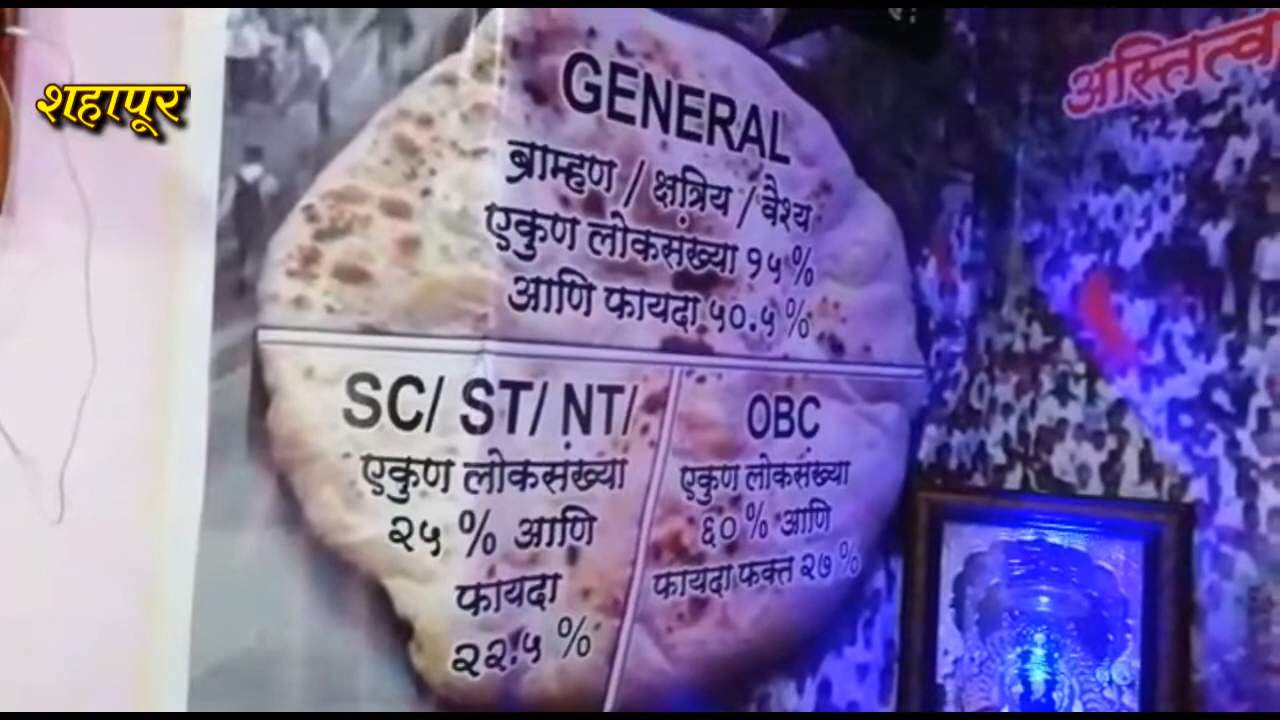 शहापूर
अस्तित्व
GENERAL
ब्राम्हण / क्षत्रिय / वैश्य
एकुण लोकसंख्या १५ %
आणि फायदा ५०.५ %
SC/ ST/ NT/
एकुण लोकसंख्या
२५ % आणि
फायदा
२२.५ %
OBC
एकुण लोकसंख्या
६० % आणि
फायदा फक्त २७ %